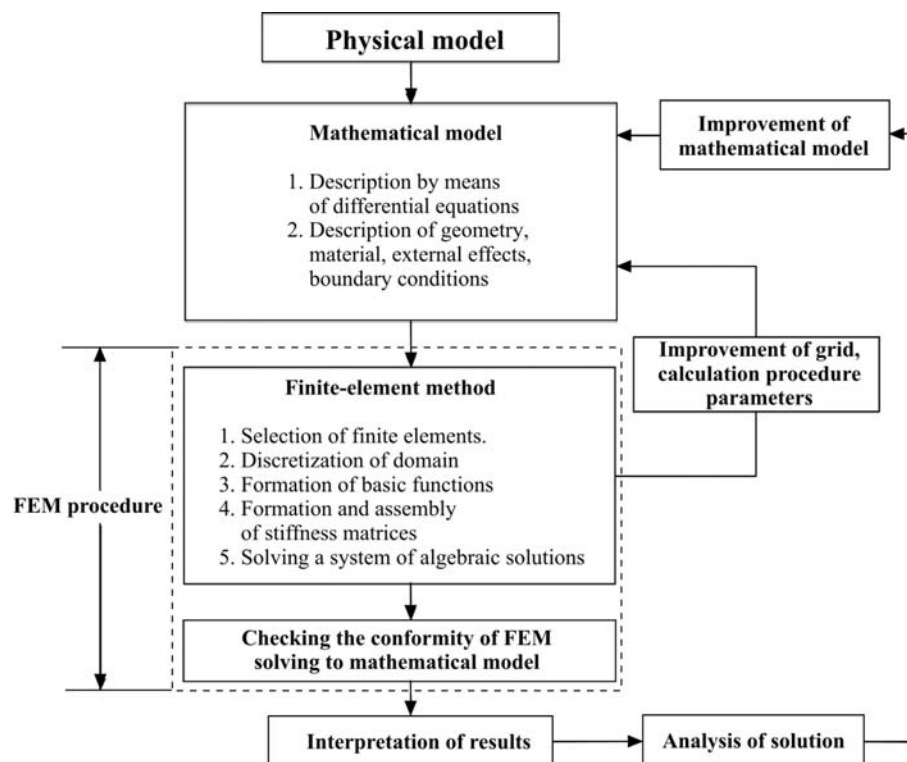 Physical model
Mathematical model
1. Description by means
of differential equations
2. Description of geometry,
material, external effects,
boundary conditions
Improvement of
mathematical model
Improvement of grid,
calculation procedure
parameters
Finite-element method
1. Selection of finite elements.
2. Discretization of domain
3. Formation of basic functions
4. Formation and assembly
of stiffness matrices
5. Solving a system of algebraic solutions
FEM procedure
Checking the conformity of FEM
solving to mathematical model
Interpretation of results
Analysis of solution